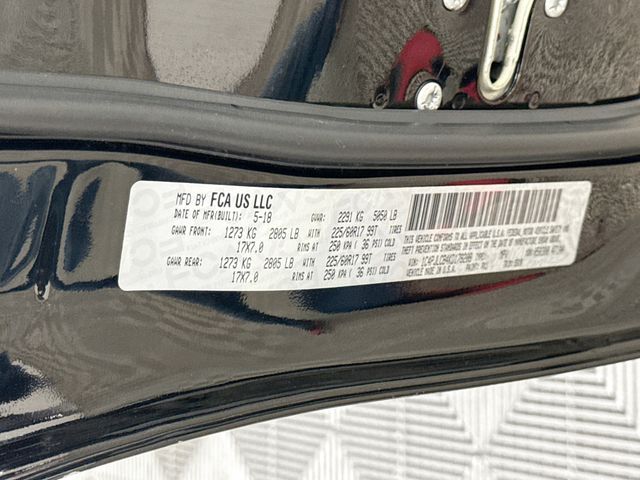 MFD BY FCA US LLC
DATE OF MFR(BUILT): 5-18 GVWR: 2291 KG 5050 LB
GAWR FRONT: 1273 KG 2805 LB WITH 225/60R17 99T TIRES
17X7.0 RIMS AT 250 KPA ( 36 PSI) COLD
GAWR REAR: 1273 KG 2805 LB WITH 225/60R17 99T TIRES
17X7.0 RIMS AT 250 KPA ( 36 PSI) COLD
THIS VEHICLE CONFORMS TO ALL APPLICABLE U.S.A. FEDERAL MOTOR VEHICLE
SAFETY, BUMPER, AND
THEFT PREVENTION STANDARDS IN EFFECT ON THE DATE OF MANUFACTURE SHOWN ABOVE.
VIN: